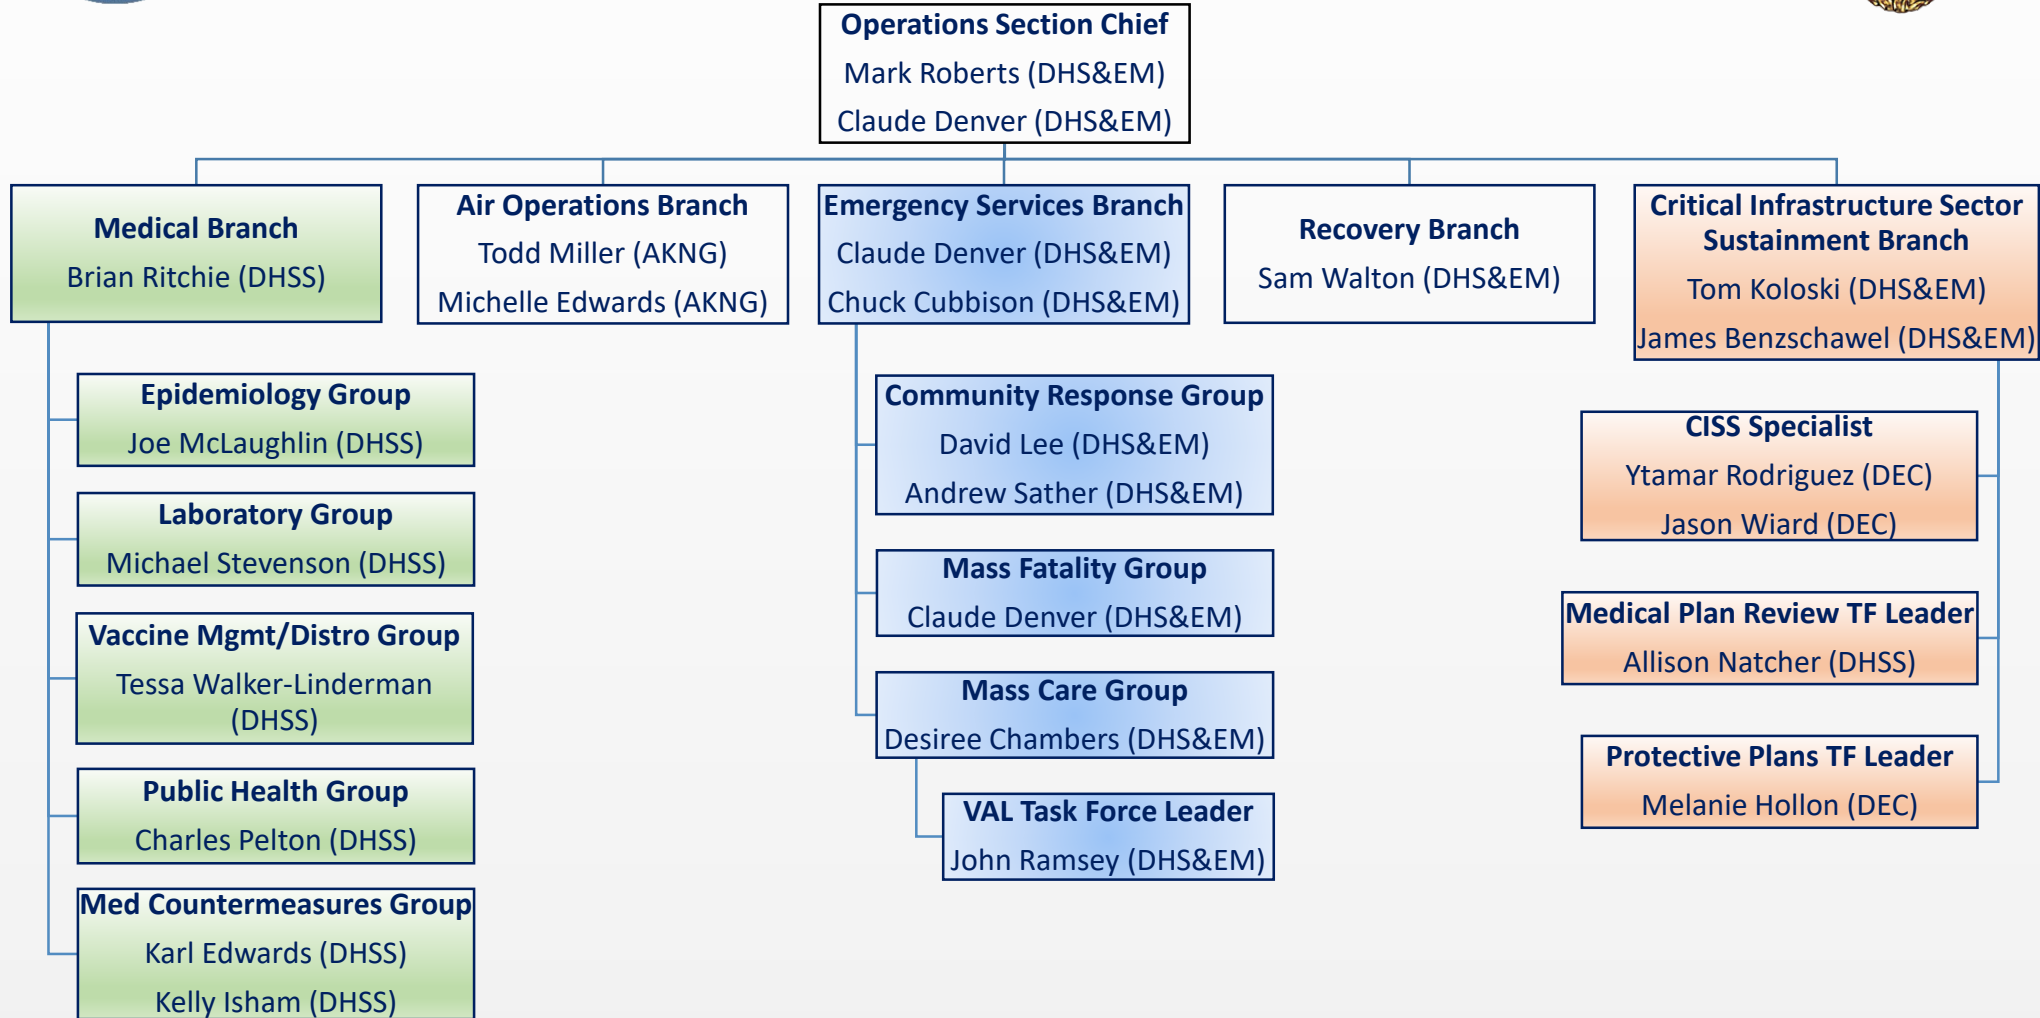 Operations Section Chief
Mark Roberts (DHS&EM)
Claude Denver (DHS&EM)
Medical Branch
Brian Ritchie (DHSS)
Air Operations Branch
Todd Miller (AKNG)
Michelle Edwards (AKNG)
Emergency Services Branch
Claude Denver (DHS&EM)
Chuck Cubbison (DHS&EM)
Recovery Branch
Sam Walton (DHS&EM)
Critical Infrastructure Sector
Sustainment Branch
Tom Koloski (DHS&EM)
James Benzschawel (DHS&EM)
Epidemiology Group
Joe McLaughlin (DHSS)
Laboratory Group
Michael Stevenson (DHSS)
Vaccine Mgmt/Distro Group
Tessa Walker-Linderman
(DHSS)
Public Health Group
Charles Pelton (DHSS)
Med Countermeasures Group
Karl Edwards (DHSS)
Kelly Isham (DHSS)
Community Response Group
David Lee (DHS&EM)
Andrew Sather (DHS&EM)
Mass Fatality Group
Claude Denver (DHS&EM)
Mass Care Group
Desiree Chambers (DHS&EM)
VAL Task Force Leader
John Ramsey (DHS&EM)
CISS Specialist
Ytamar Rodriguez (DEC)
Jason Wiard (DEC)
Medical Plan Review TF Leader
Allison Natcher (DHSS)
Protective Plans TF Leader
Melanie Hollon (DEC)